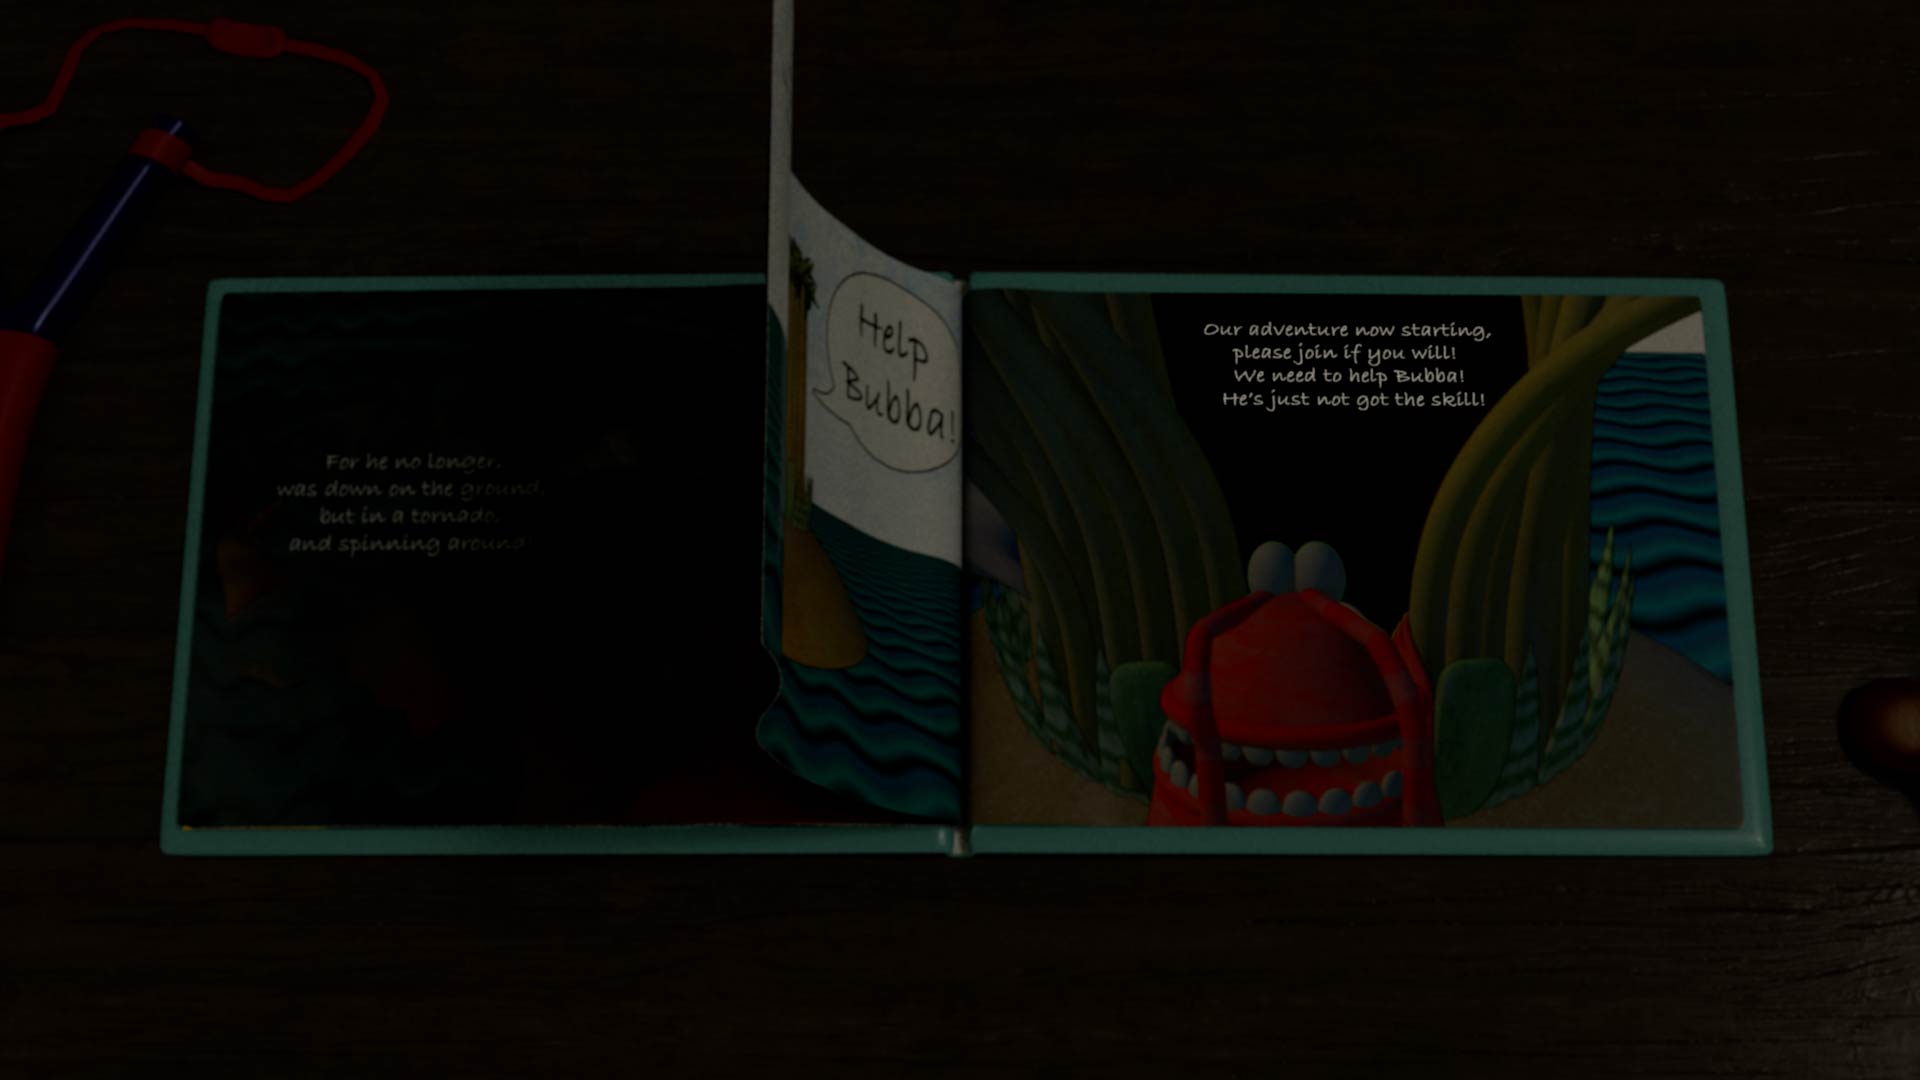 For he no longer,
was down on the ground,
but in a tornado,
and spinning around!
Help
Bubba!
Our adventure now starting,
please join if you will!
We need to help Bubba!
He's just not got the skill!